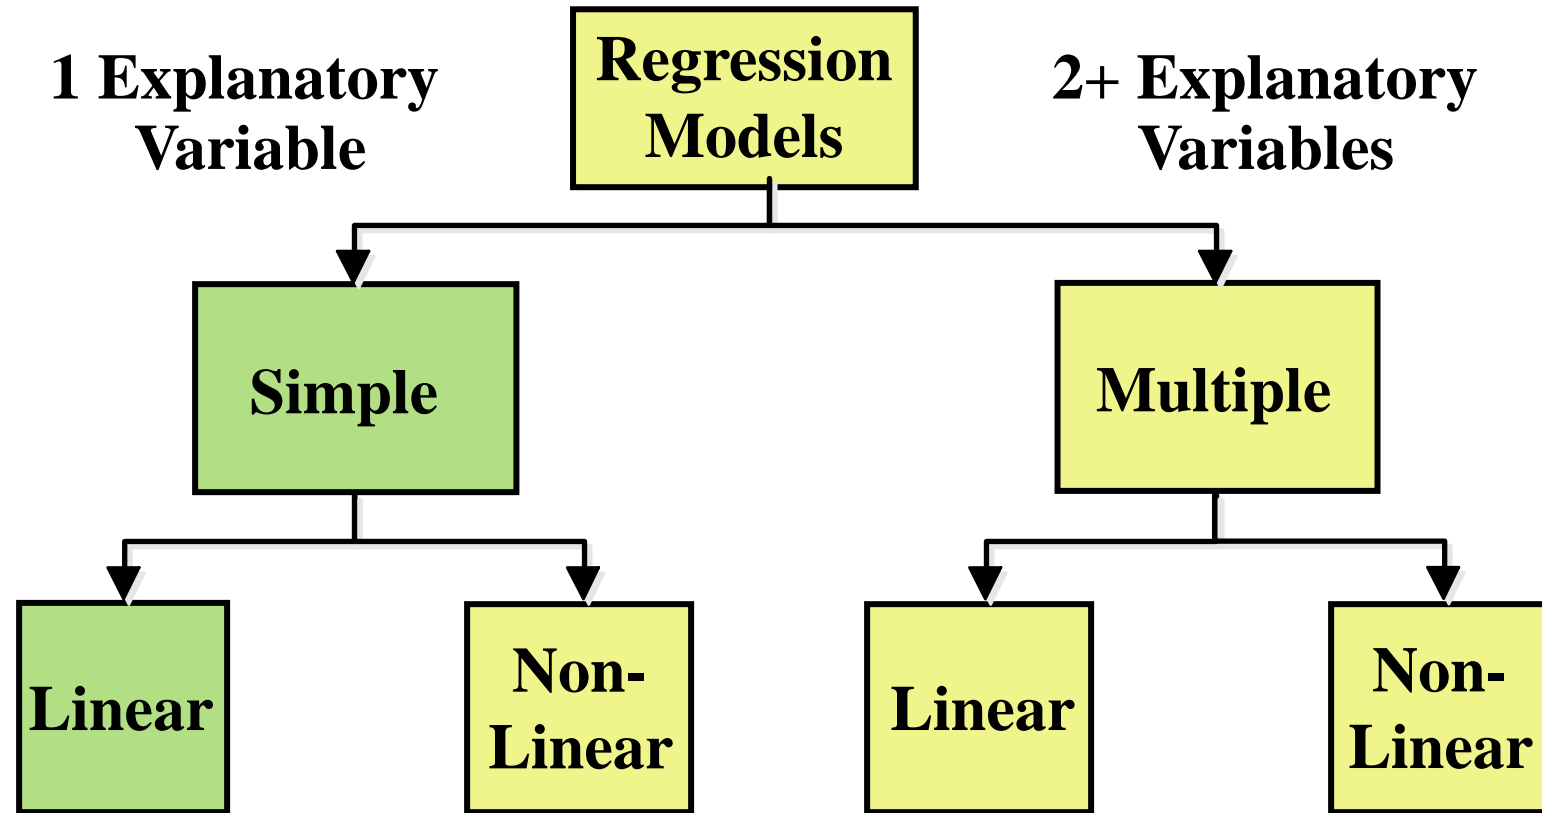 1 Explanatory
Variable
Regression
Models
2+ Explanatory
Variables
Simple
Multiple
Linear
Non-
Linear
Linear
Non-
Linear